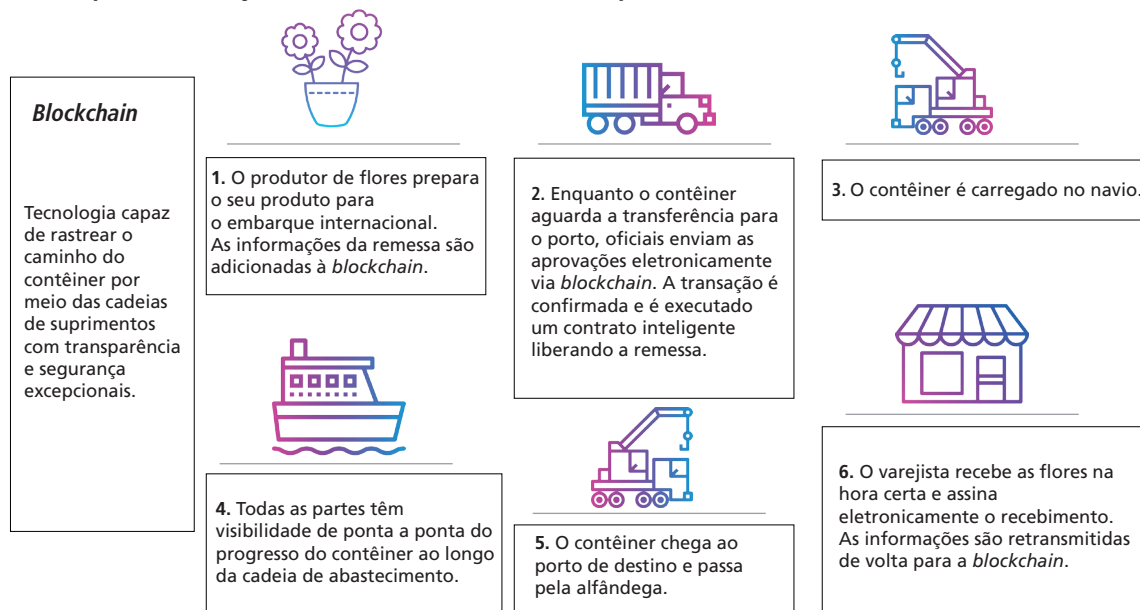 Blockchain
Tecnologia capaz
de rastrear o
caminho do
contêiner por
meio das cadeias
de suprimentos
com transparência
e segurança
excepcionais.
1. O produtor de flores prepara
o seu produto para
o embarque internacional.
As informações da remessa são
adicionadas à blockchain.
2. Enquanto o contêiner
aguarda a transferência para
o porto, oficiais enviam as
aprovações eletronicamente
via blockchain. A transação é
confirmada e é executado
um contrato inteligente
liberando a remessa.
3. O contêiner é carregado no navio.
4. Todas as partes têm
visibilidade de ponta a ponta do
progresso do contêiner ao longo
da cadeia de abastecimento.
5. O contêiner chega ao
porto de destino e passa
pela alfândega.
6. O varejista recebe as flores na
hora certa e assina
eletronicamente o recebimento.
As informações são retransmitidas
de volta para a blockchain.